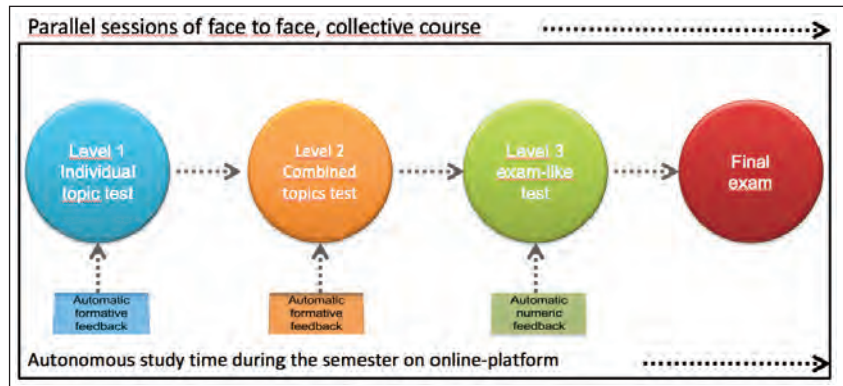 Parallel sessions of face to face, collective course
Level 1
Individual
topic test
Level 2
Combined
topics test
Level 3
exam-like
test
Final
exam
Automatic
formative
feedback
Automatic
formative
feedback
Automatic
numeric
feedback
Autonomous study time during the semester on online-platform